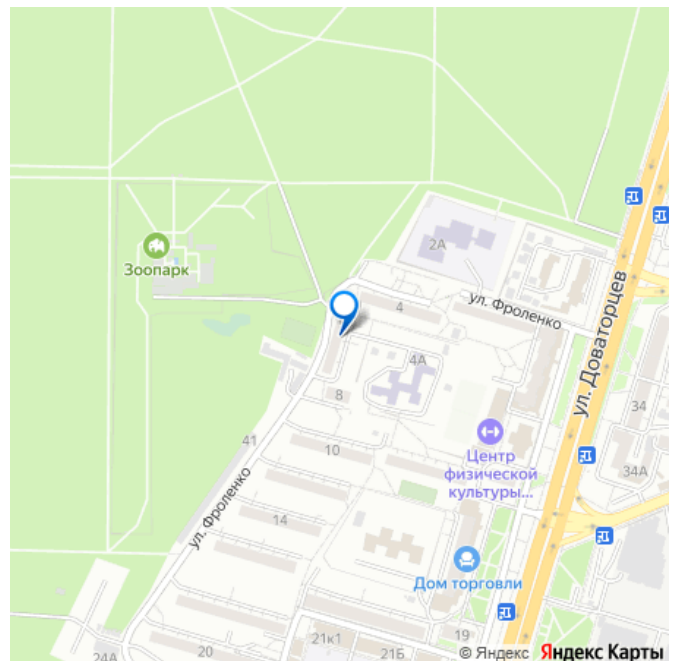 2А
Зоопарк
ул. Фроленко
4
ул. Доваторцев
4А
8
34
41
10
Центр
физической
культуры...
34А
ул. Фроленко
14
Дом торговли
24А
20
21к1
21Б
19
© Яндекс Яндекс Карты